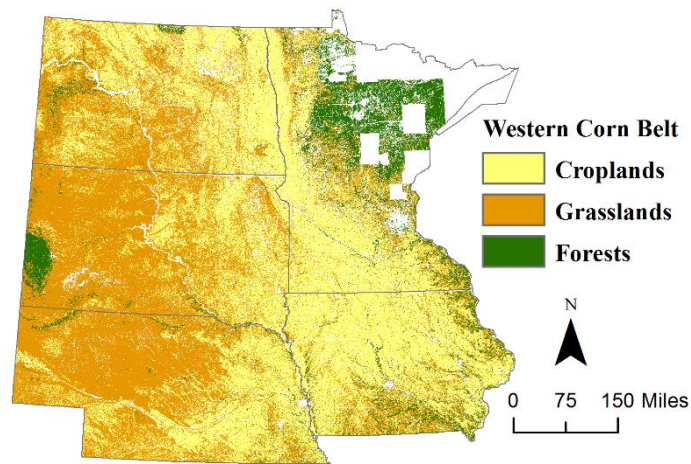 Western Corn Belt
Croplands
Grasslands
Forests
N
0 75 150 Miles